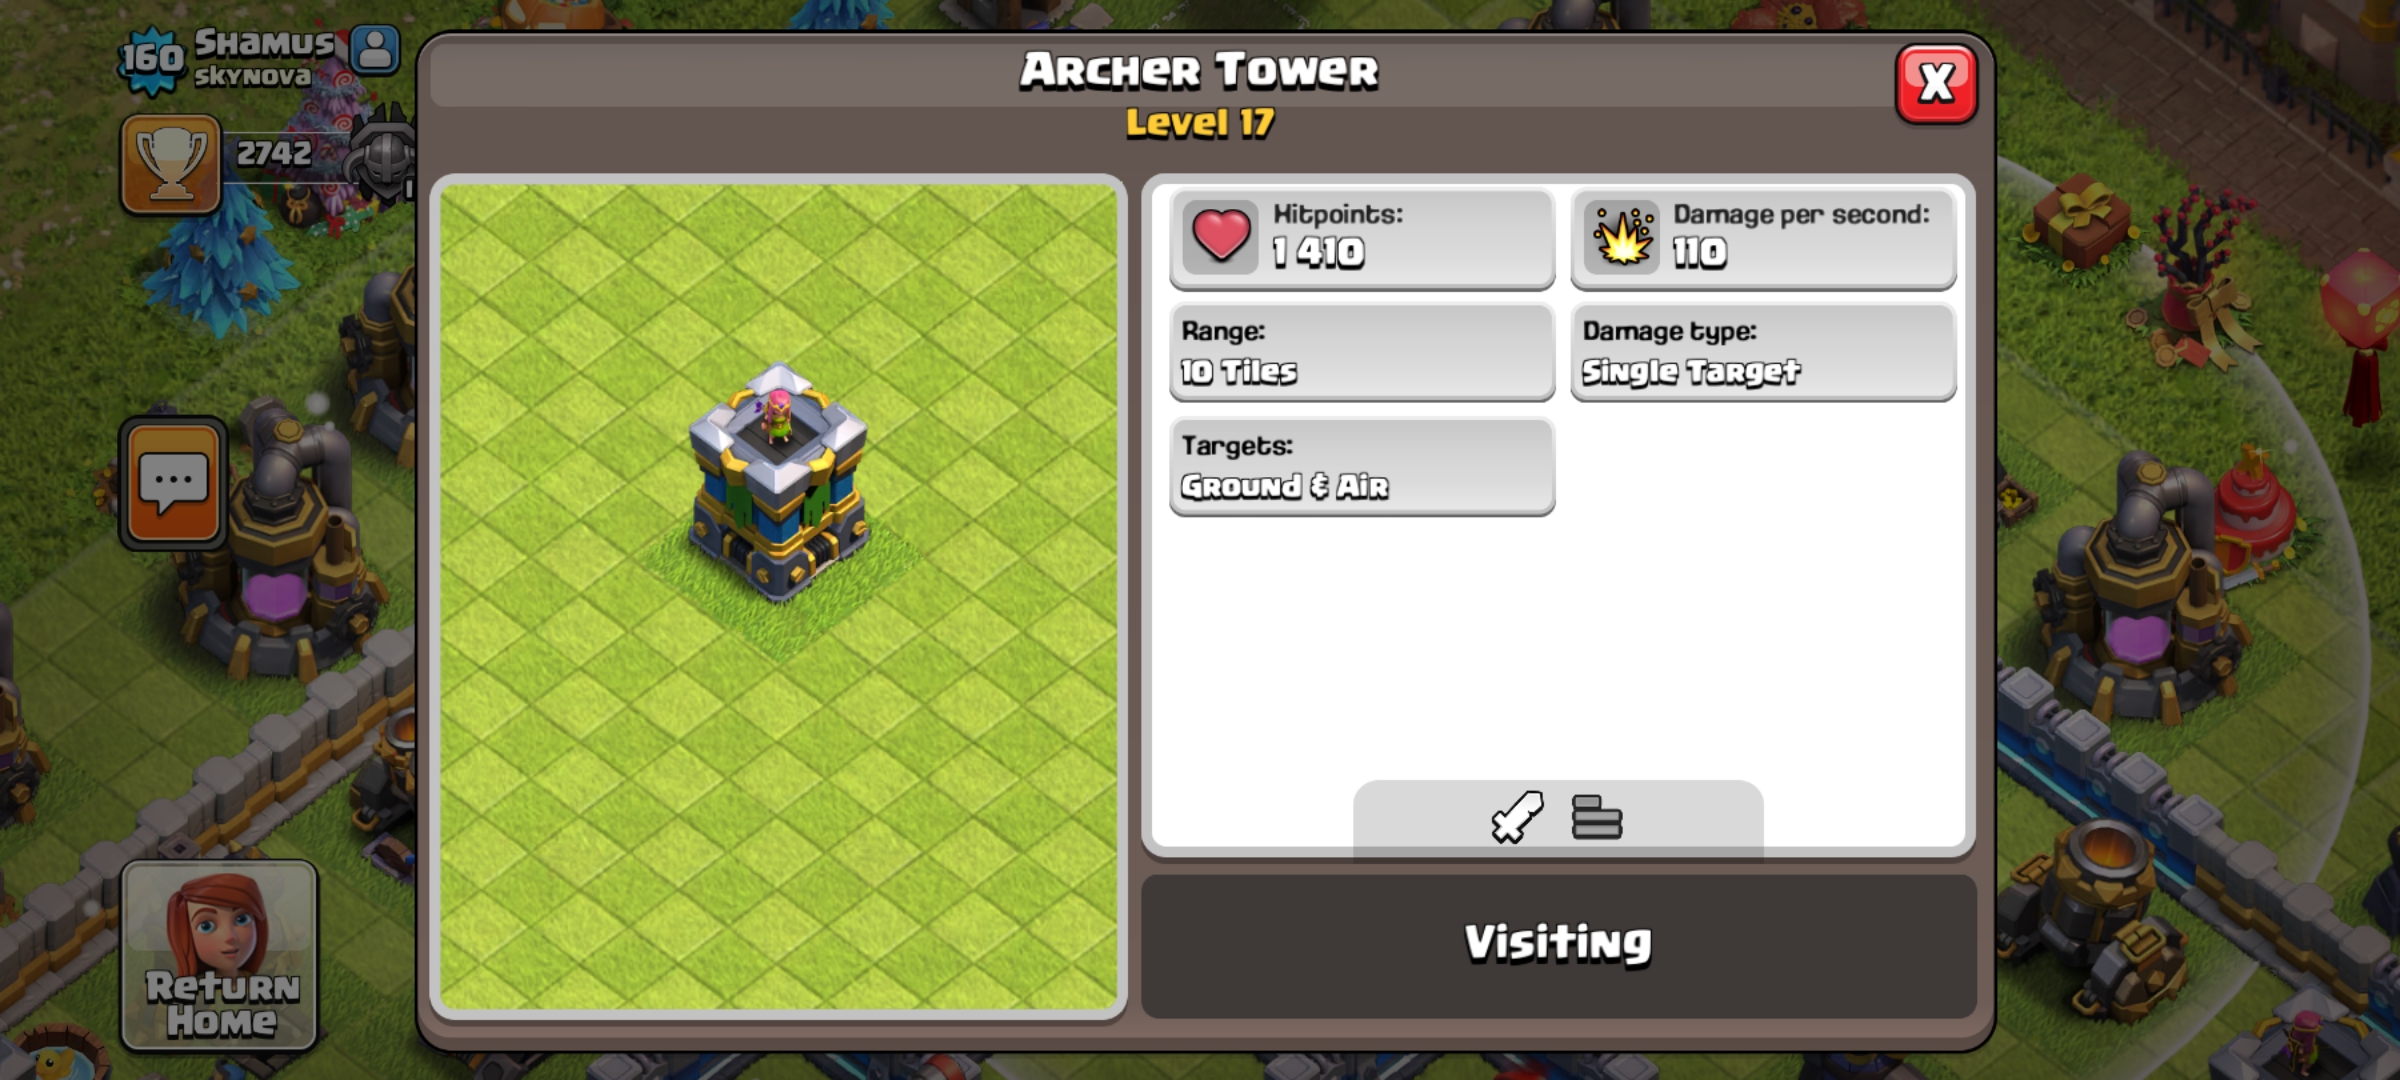 160
SHAMUS
SKYNOVA
2742
ARCHER TOWER
Level 17
X
Hitpoints:
1 410
Damage per second:
110
Range:
10 Tiles
Damage type:
Single Target
Targets:
Ground & Air
Visiting
Return
Home